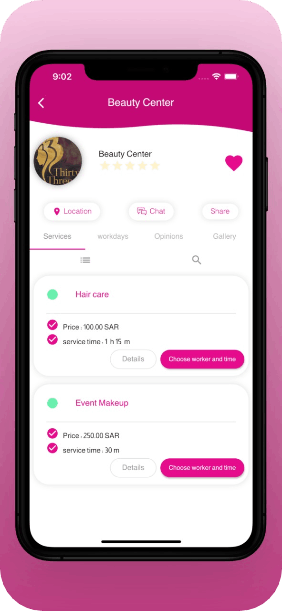 9:02
Beauty Center
Thirty
Three
Beauty Center
Location
Chat
Share
Services
workdays
Opinions
Gallery
Hair care
Price : 100.00 SAR
service time : 1 h 15 m
Details
Choose worker and time
Event Makeup
Price : 250.00 SAR
service time : 30 m
Details
Choose worker and time